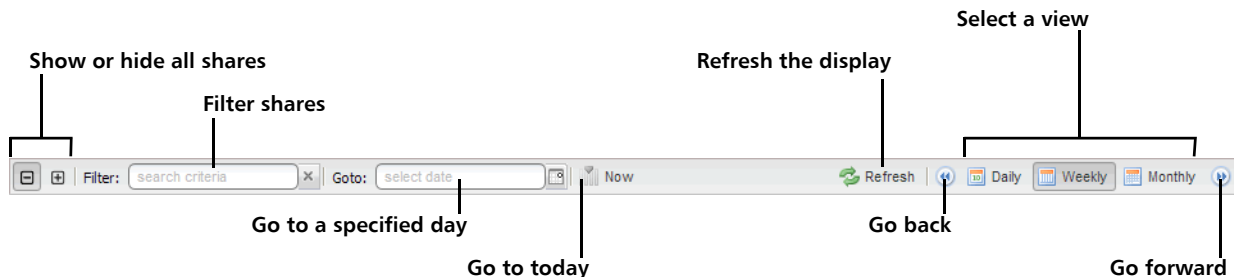 Select a view
Show or hide all shares
Refresh the display
Filter shares
Filter: search criteria Goto: select date Now Refresh 10 Daily Weekly Monthly
Go to a specified day
Go back
Go to today
Go forward